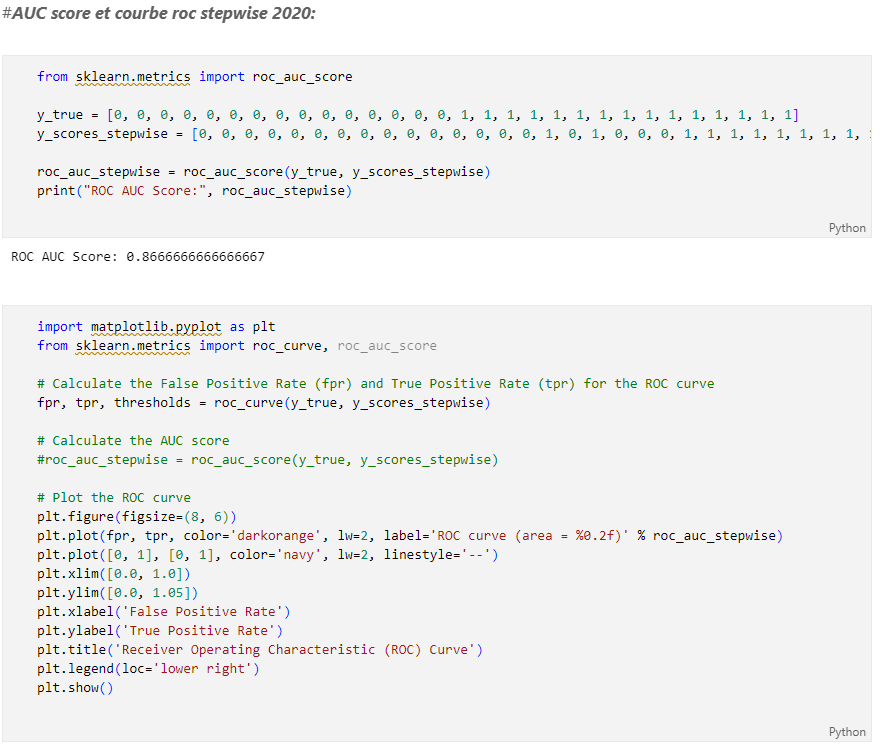 #AUC score et courbe roc stepwise 2020:
from sklearn.metrics import roc_auc_score
y_true = [0, 0, 0, 0, 0, 0, 0, 0, 0, 0, 0, 0, 0, 0, 0, 1, 1, 1, 1, 1, 1, 1, 1, 1, 1, 1, 1, 1, 1, 1]
y_scores_stepwise = [0, 0, 0, 0, 0, 0, 0, 0, 0, 0, 0, 0, 0, 0, 0, 1, 0, 1, 0, 0, 0, 1, 1, 1, 1, 1, 1, 1, 1,
roc_auc_stepwise = roc_auc_score(y_true, y_scores_stepwise)
print("ROC AUC Score:", roc_auc_stepwise)
Python
ROC AUC Score: 0.8666666666666667
import matplotlib.pyplot as plt
from sklearn.metrics import roc_curve, roc_auc_score
# Calculate the False Positive Rate (fpr) and True Positive Rate (tpr) for the ROC curve
fpr, tpr, thresholds = roc_curve(y_true, y_scores_stepwise)
# Calculate the AUC score
#roc_auc_stepwise = roc_auc_score(y_true, y_scores_stepwise)
# Plot the ROC curve
plt.figure(figsize=(8, 6))
plt.plot(fpr, tpr, color='darkorange', lw=2, label='ROC curve (area = %0.2f)' % roc_auc_stepwise)
plt.plot([0, 1], [0, 1], color='navy', lw=2, linestyle='--')
plt.xlim([0.0, 1.0])
plt.ylim([0.0, 1.05])
plt.xlabel('False Positive Rate')
plt.ylabel('True Positive Rate')
plt.title('Receiver Operating Characteristic (ROC) Curve')
plt.legend(loc='lower right')
plt.show()
Python